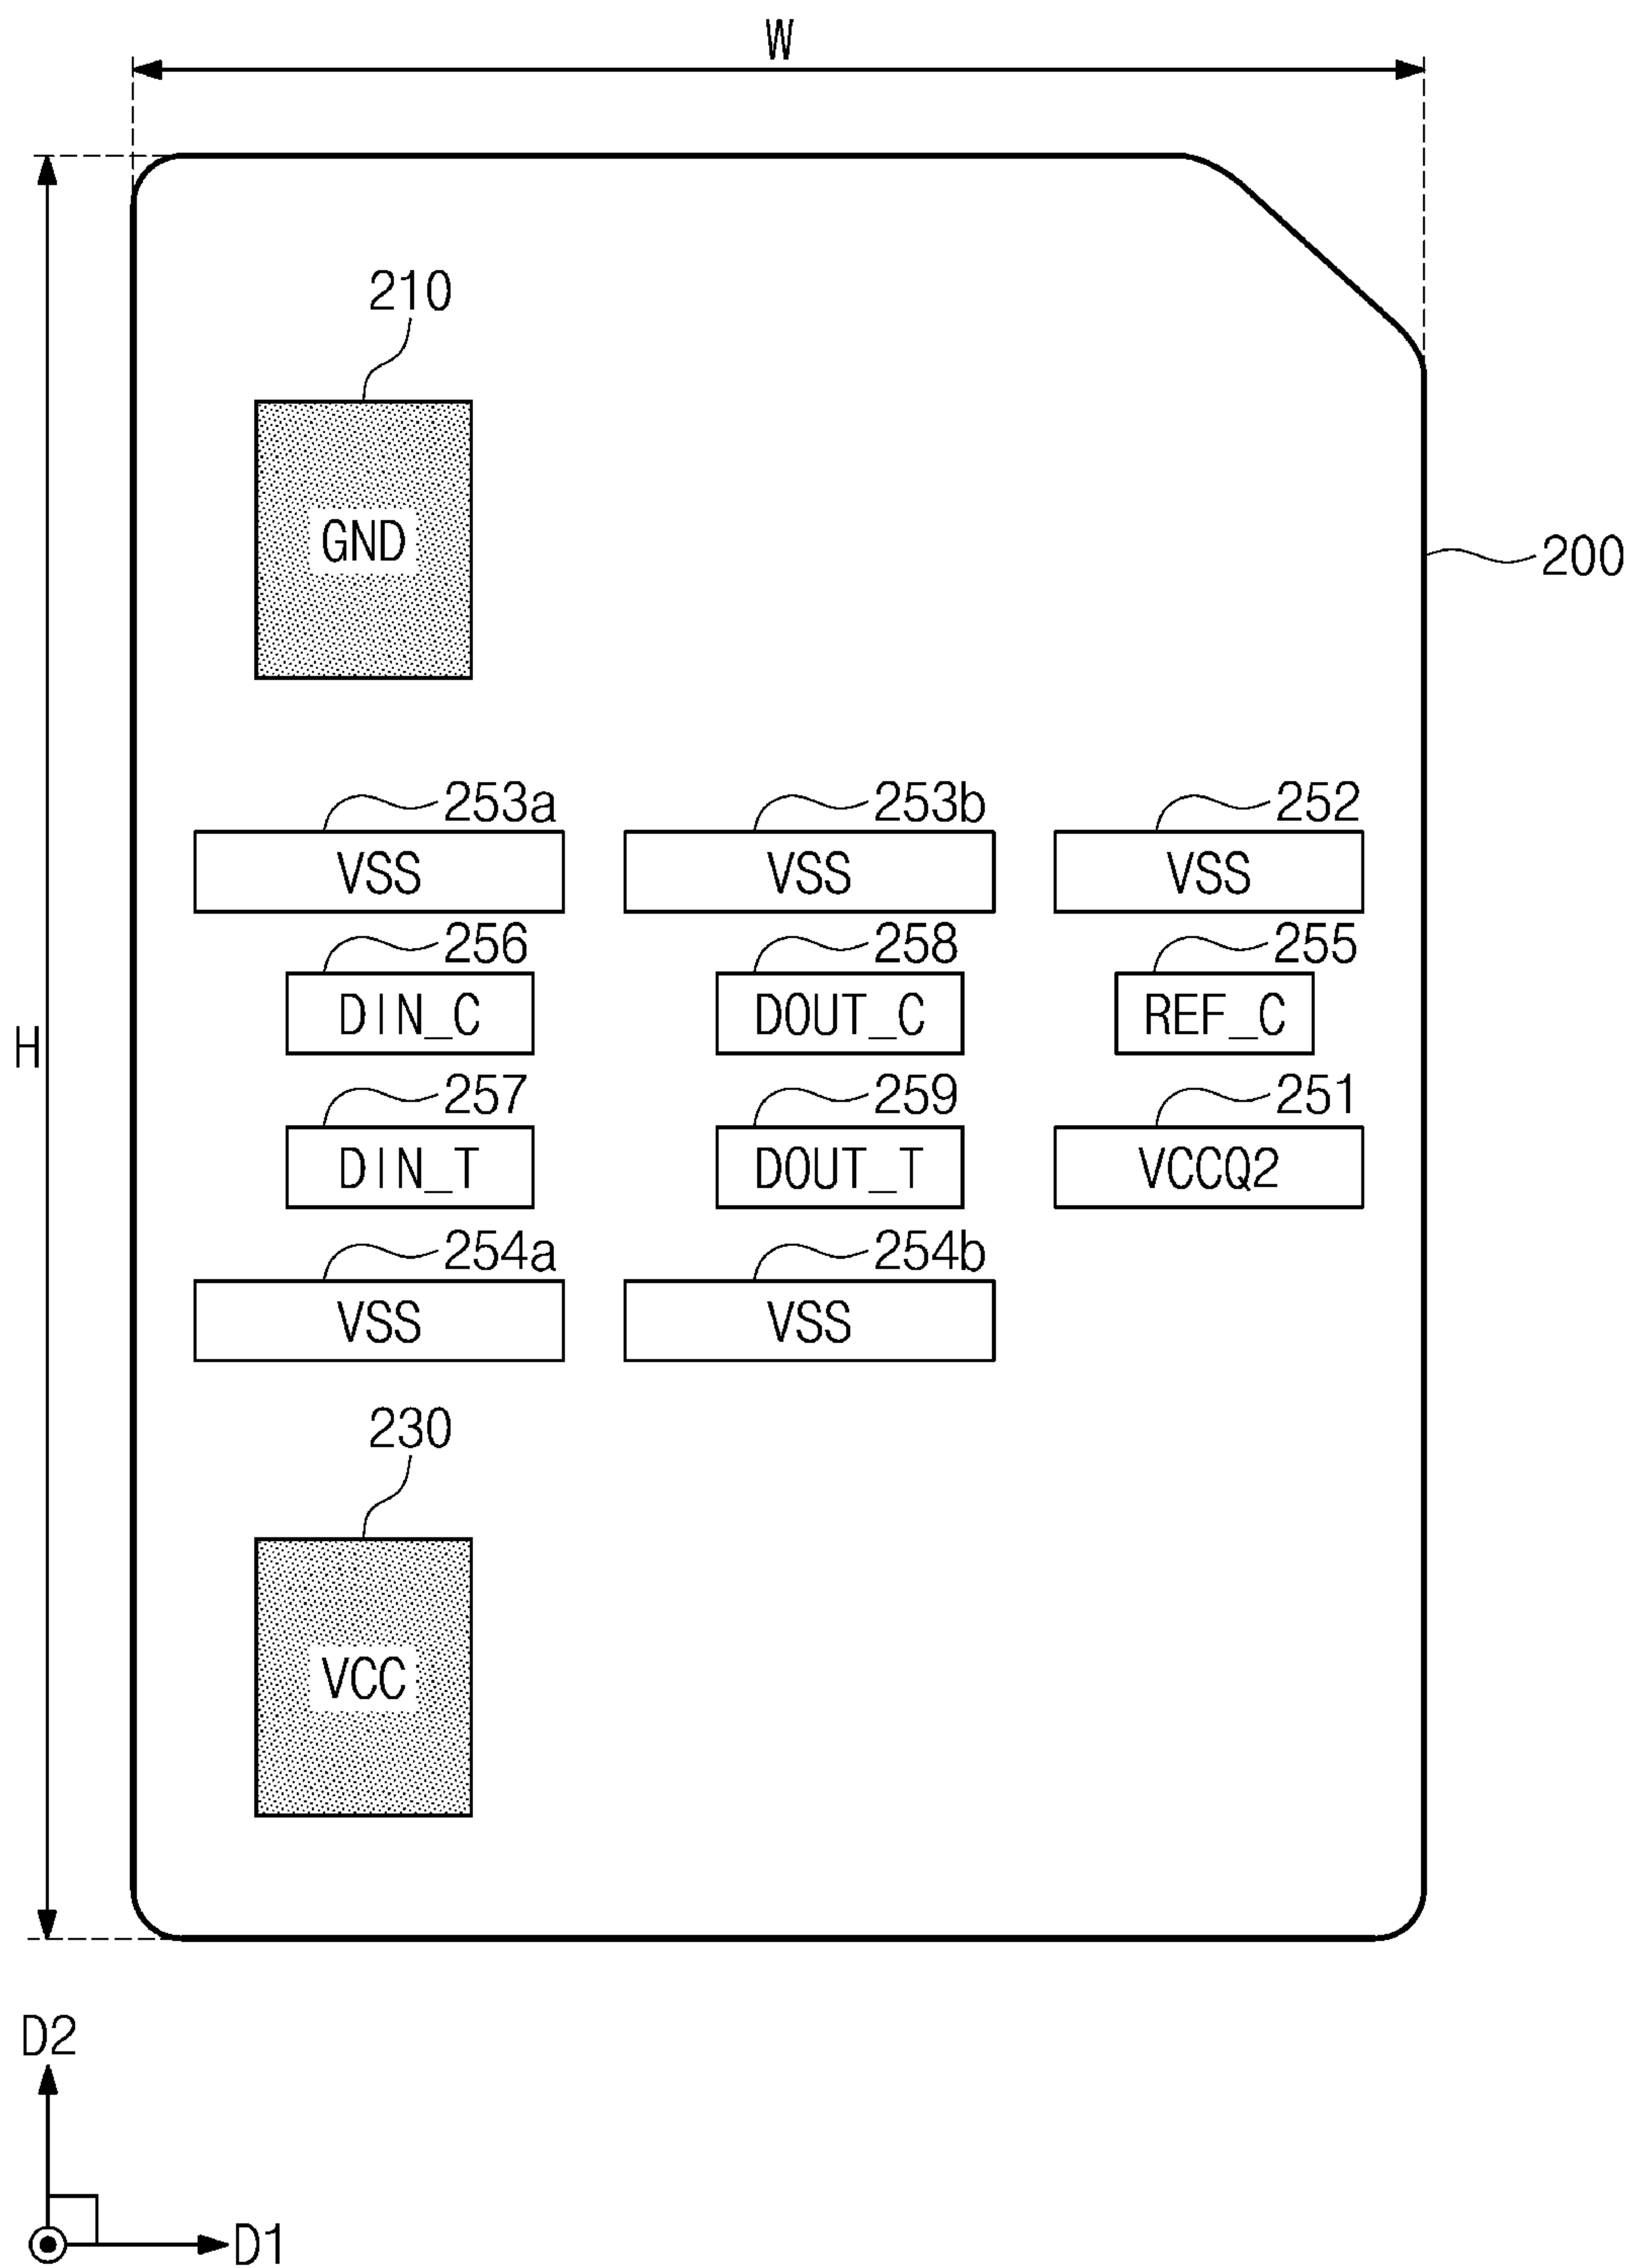 W
210
GND
200
253a 253b 252
VSS VSS VSS
256 258 255
DIN_C DOUT_C REF_C
H
257 259 251
DIN_T DOUT_T VCCQ2
254a 254b
VSS VSS
230
VCC
D2
D1